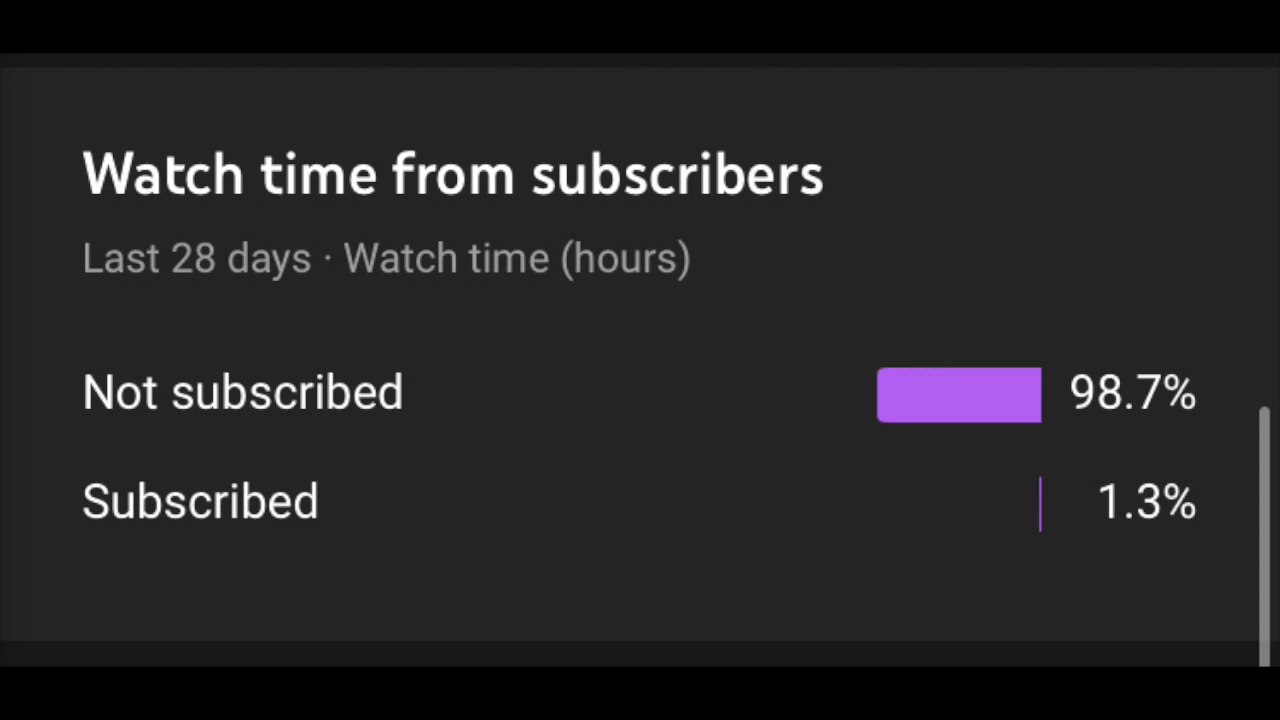 Watch time from subscribers
Last 28 days · Watch time (hours)
Not subscribed 98.7%
Subscribed 1.3%